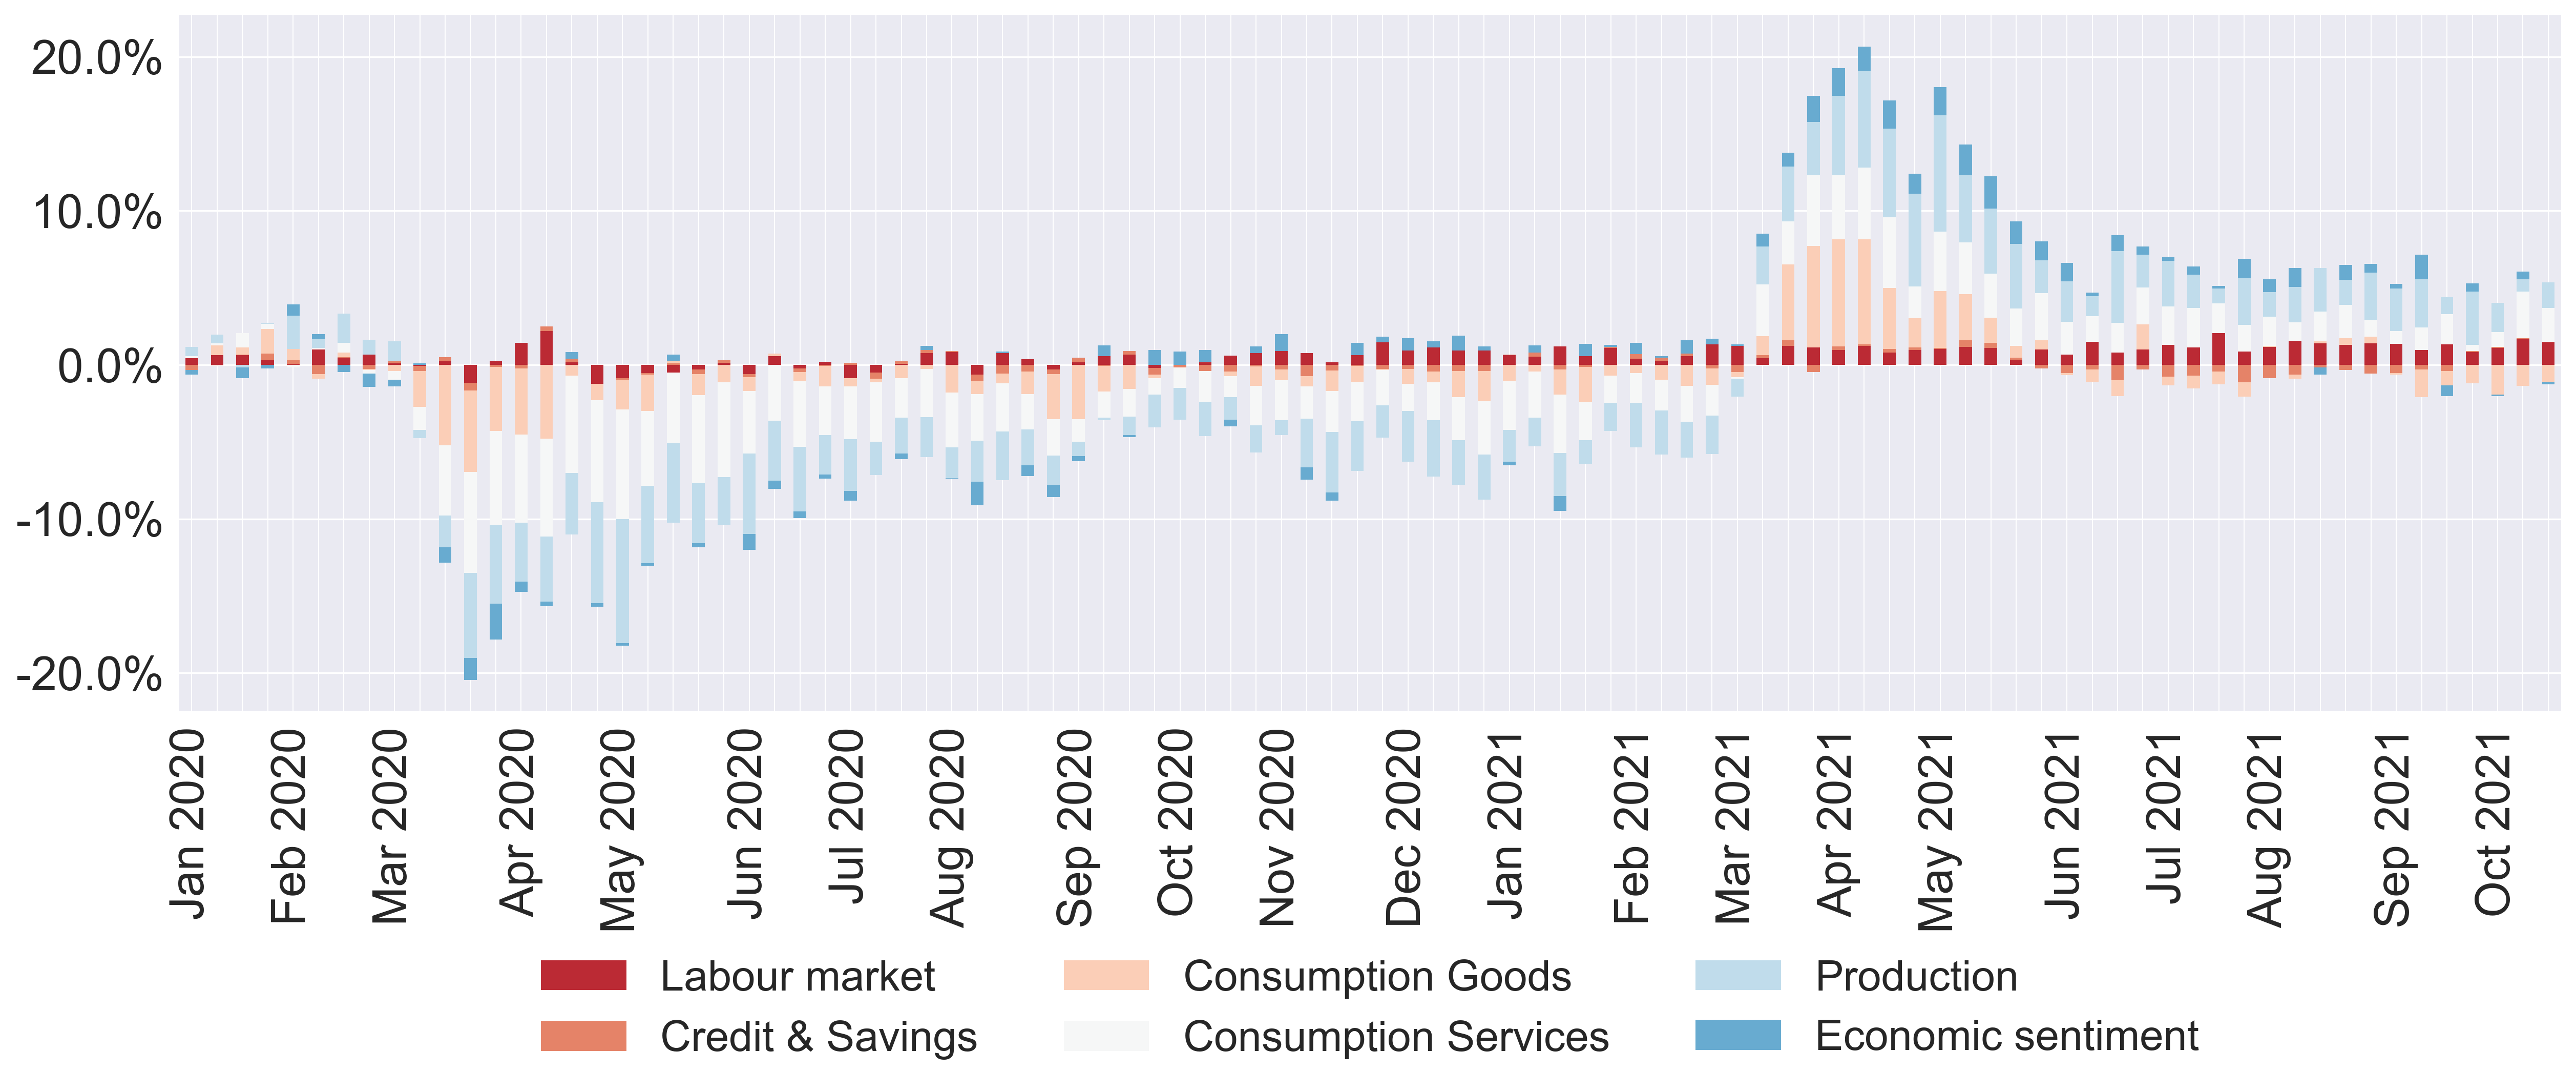 20.0%
10.0%
0.0%
-10.0%
-20.0%
Jan 2020
Feb 2020
Mar 2020
Apr 2020
May 2020
Jun 2020
Jul 2020
Aug 2020
Sep 2020
Oct 2020
Nov 2020
Dec 2020
Jan 2021
Feb 2021
Mar 2021
Apr 2021
May 2021
Jun 2021
Jul 2021
Aug 2021
Sep 2021
Oct 2021
Labour market
Consumption Goods
Production
Credit & Savings
Consumption Services
Economic sentiment